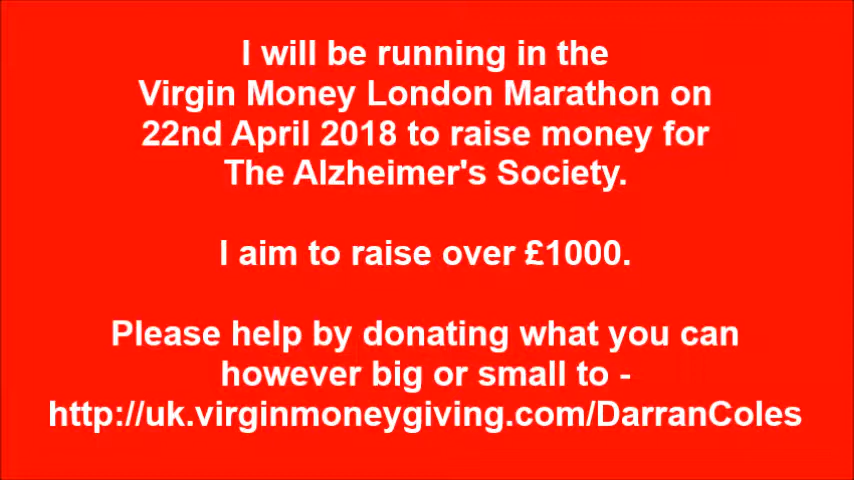 I will be running in the
Virgin Money London Marathon on
22nd April 2018 to raise money for
The Alzheimer's Society.
I aim to raise over £1000.
Please help by donating what you can
however big or small to -
http://uk.virginmoneygiving.com/DarranColes